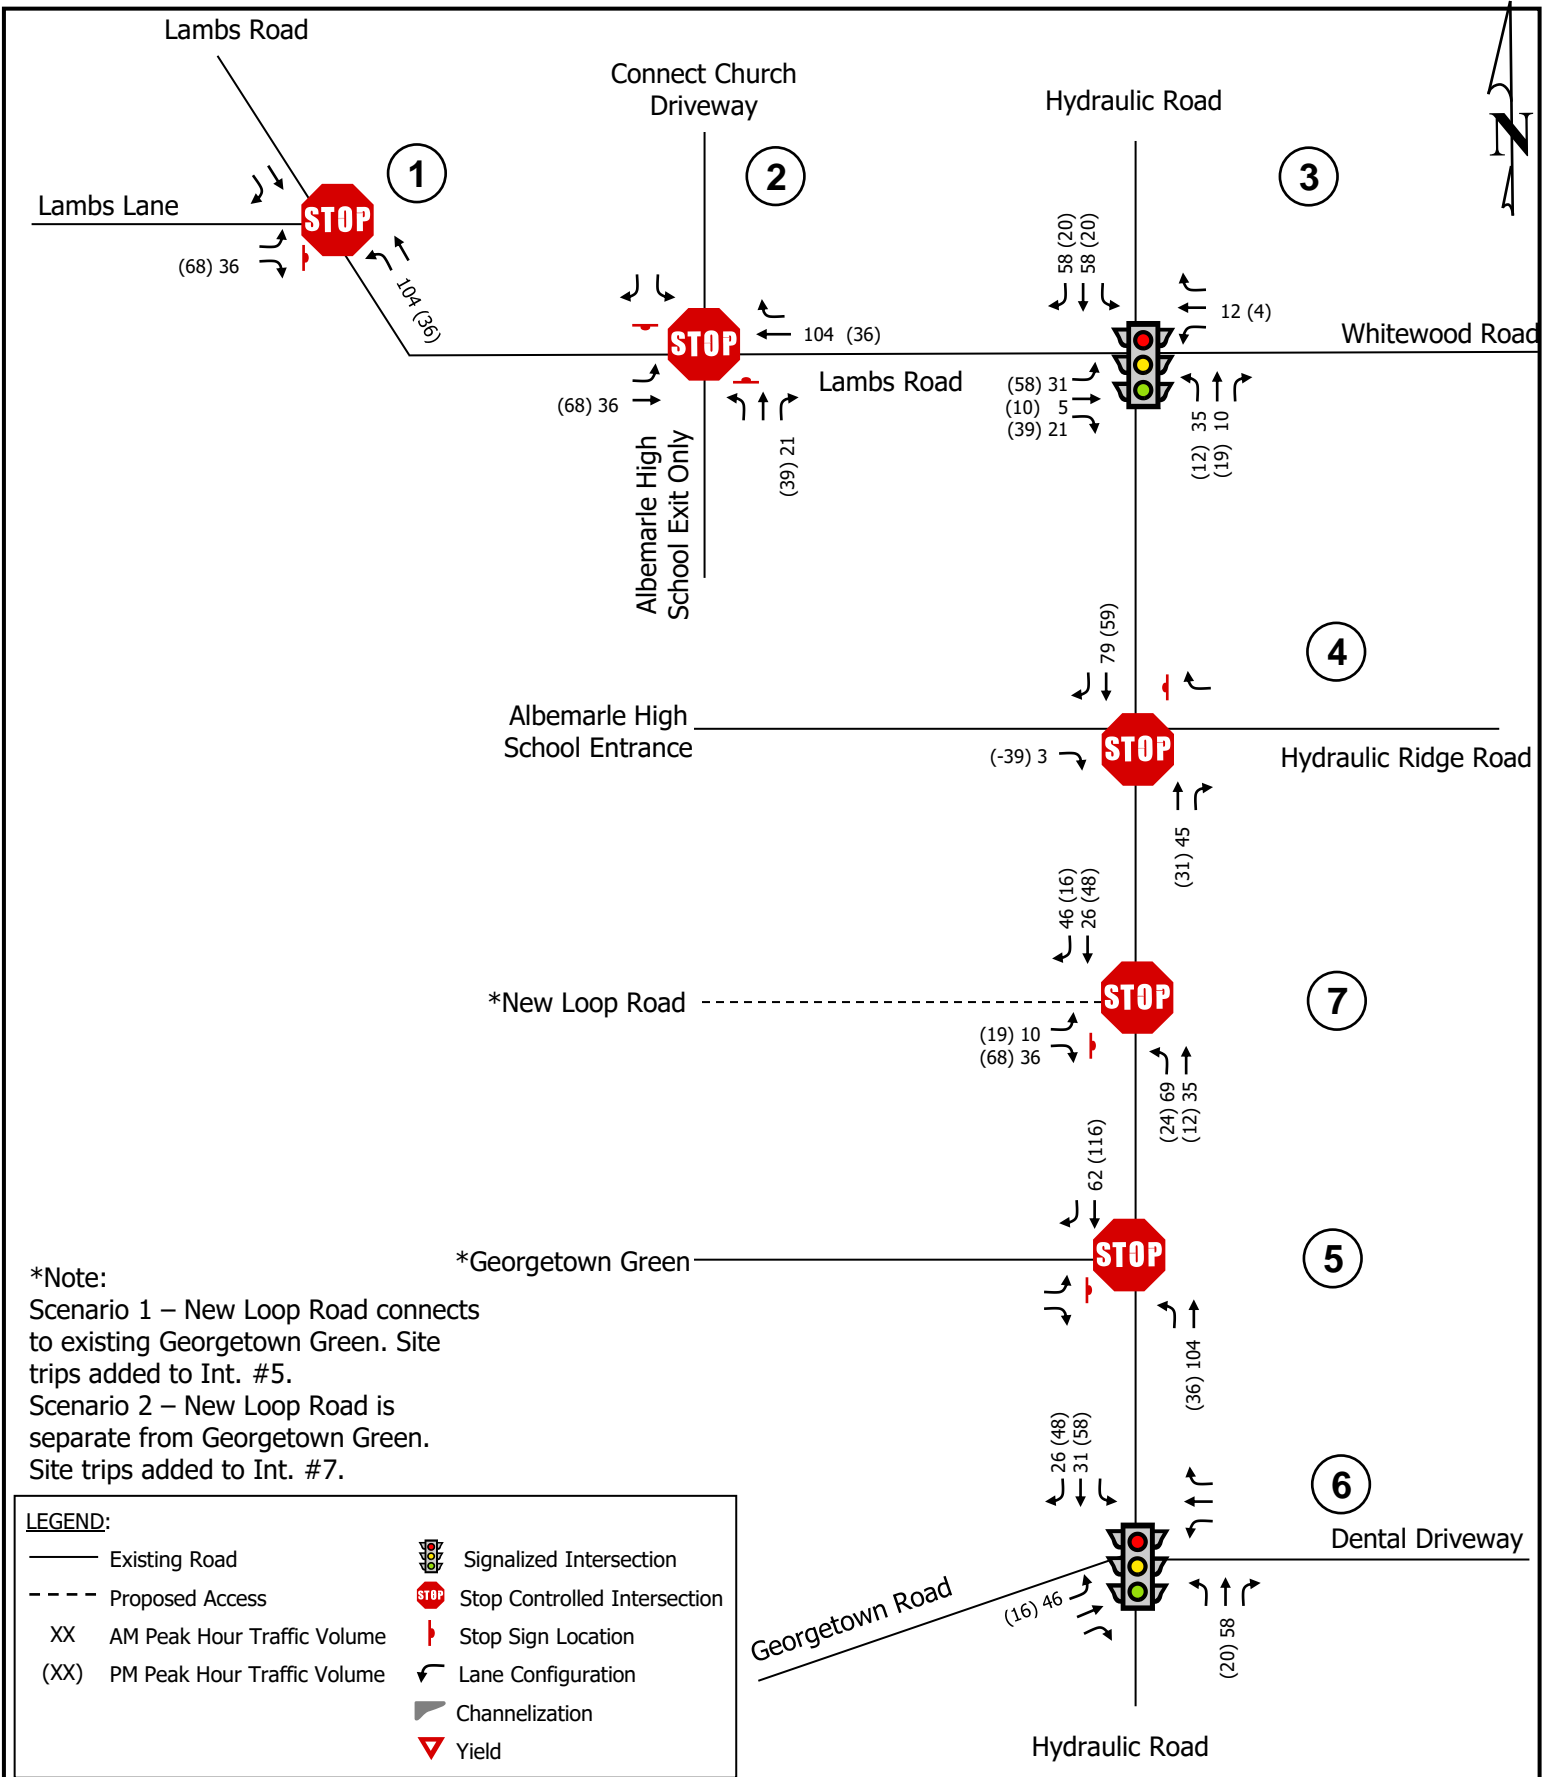 Lambs Road
Connect Church
Driveway
Hydraulic Road
N
1
2
3
Lambs Lane
STOP
(68) 36
104 (36)
58 (20)
58 (20)
12 (4)
STOP
104 (36)
Whitewood Road
(68) 36
Lambs Road
(58) 31
(10) 5
(39) 21
(39) 21
(12) 35
(19) 10
Albemarle High
School Exit Only
79 (59)
4
Albemarle High
School Entrance
STOP
(-39) 3
Hydraulic Ridge Road
(31) 45
46 (16)
26 (48)
*New Loop Road
STOP
7
(19) 10
(68) 36
(24) 69
(12) 35
62 (116)
*Georgetown Green
STOP
5
(36) 104
*Note:
Scenario 1 – New Loop Road connects
to existing Georgetown Green. Site
trips added to Int. #5.
Scenario 2 – New Loop Road is
separate from Georgetown Green.
Site trips added to Int. #7.
26 (48)
31 (58)
6
Dental Driveway
Georgetown Road
(16) 46
(20) 58
Hydraulic Road
LEGEND:
Existing Road
Proposed Access
XX AM Peak Hour Traffic Volume
(XX) PM Peak Hour Traffic Volume
Signalized Intersection
STOP Stop Controlled Intersection
Stop Sign Location
Lane Configuration
Channelization
Yield